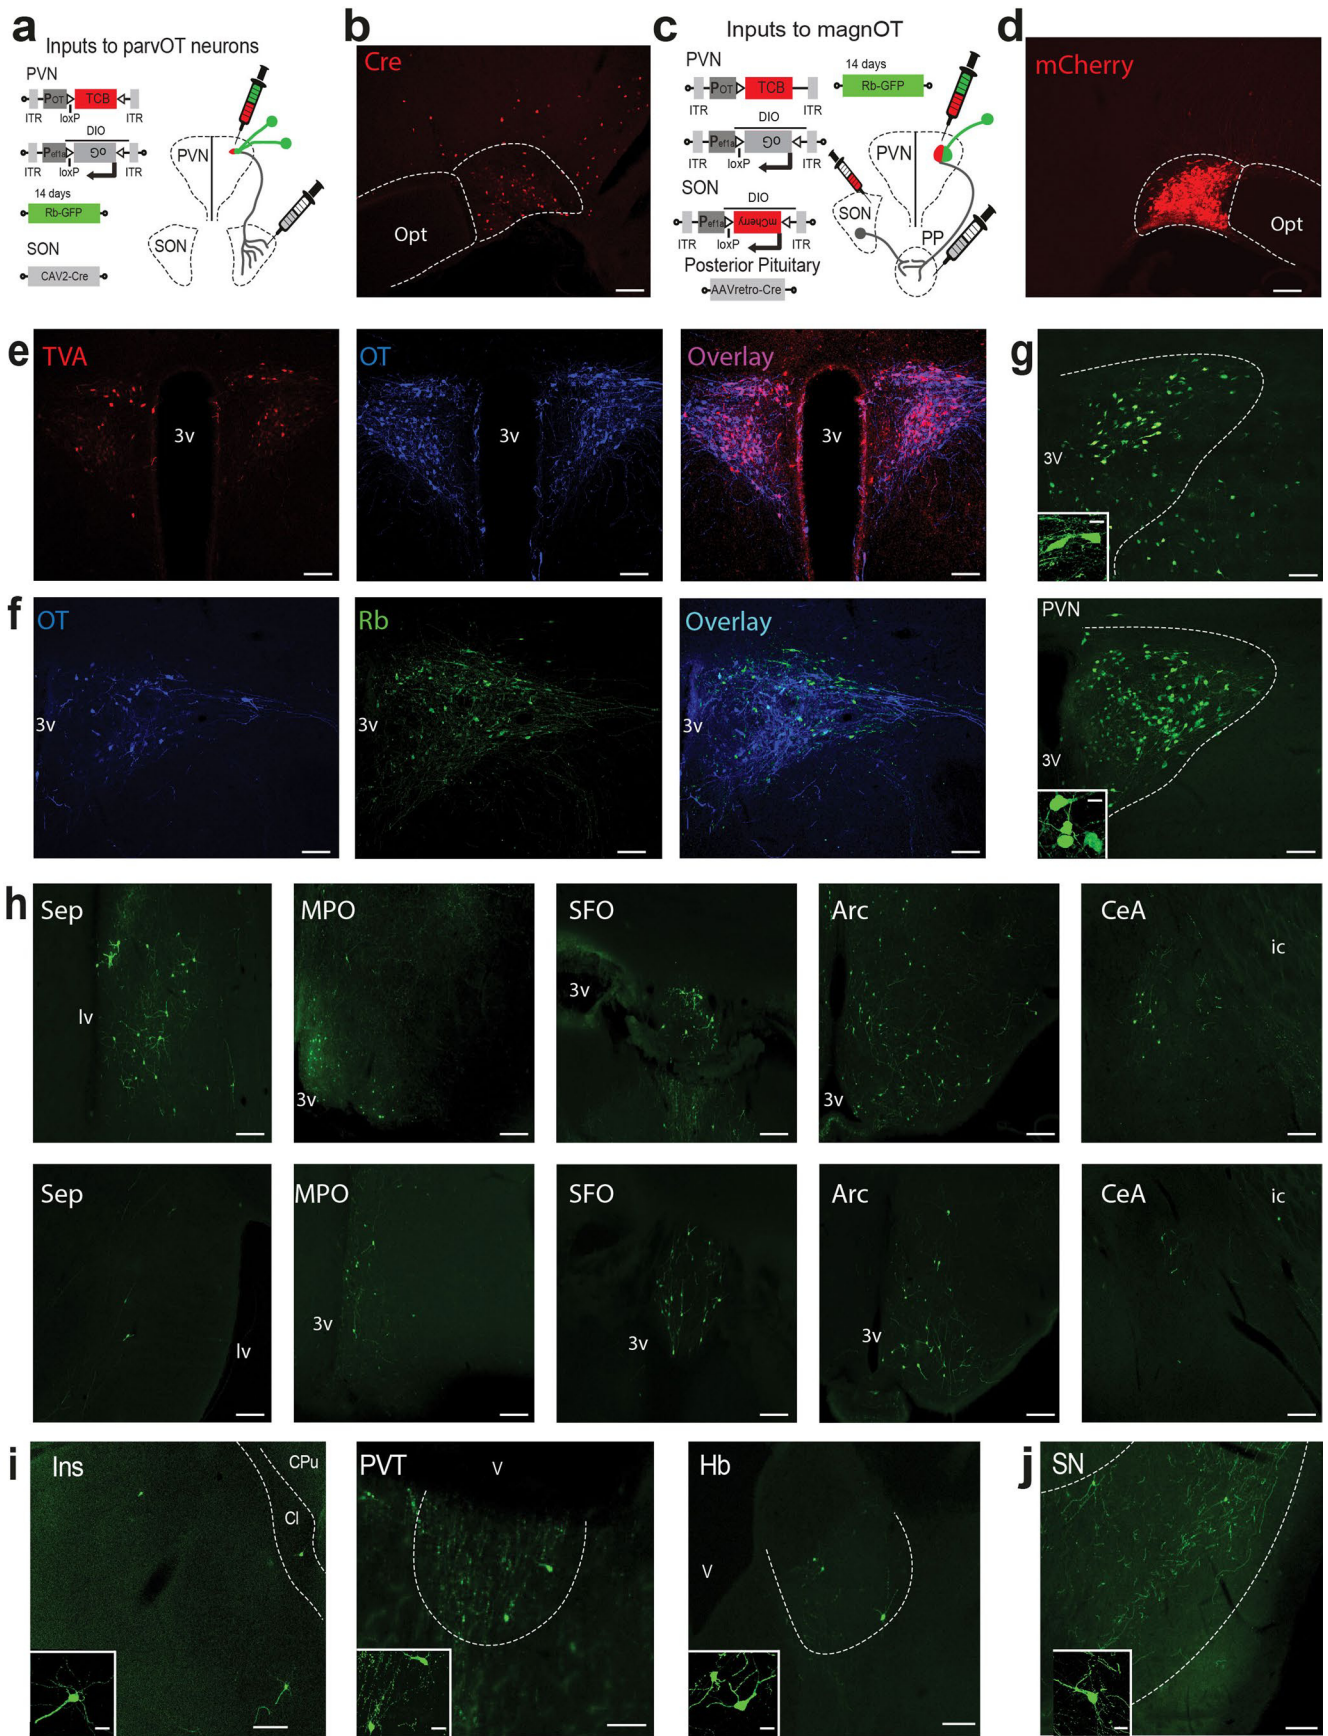 a
Inputs to parvOT neurons
PVN
POT
TCB
ITR
loxP
ITR
DIO
Pef1a
oG
ITR
loxP
ITR
14 days
Rb-GFP
SON
CAV2-Cre
PVN
SON
b
Cre
Opt
c
Inputs to magnOT
PVN
POT
TCB
ITR
ITR
14 days
Rb-GFP
DIO
Pef1a
oG
ITR
loxP
ITR
SON
DIO
Pef1a
mCherry
ITR
loxP
ITR
Posterior Pituitary
AAVretro-Cre
PVN
SON
PP
d
mCherry
Opt
e
TVA
3v
OT
3v
Overlay
3v
f
OT
3v
Rb
3v
Overlay
3v
g
3V
PVN
3V
h
Sep
lv
MPO
3v
SFO
3v
Arc
3v
CeA
ic
Sep
lv
MPO
3v
SFO
3v
Arc
3v
CeA
ic
i
Ins
CPu
Cl
PVT
V
Hb
V
j
SN